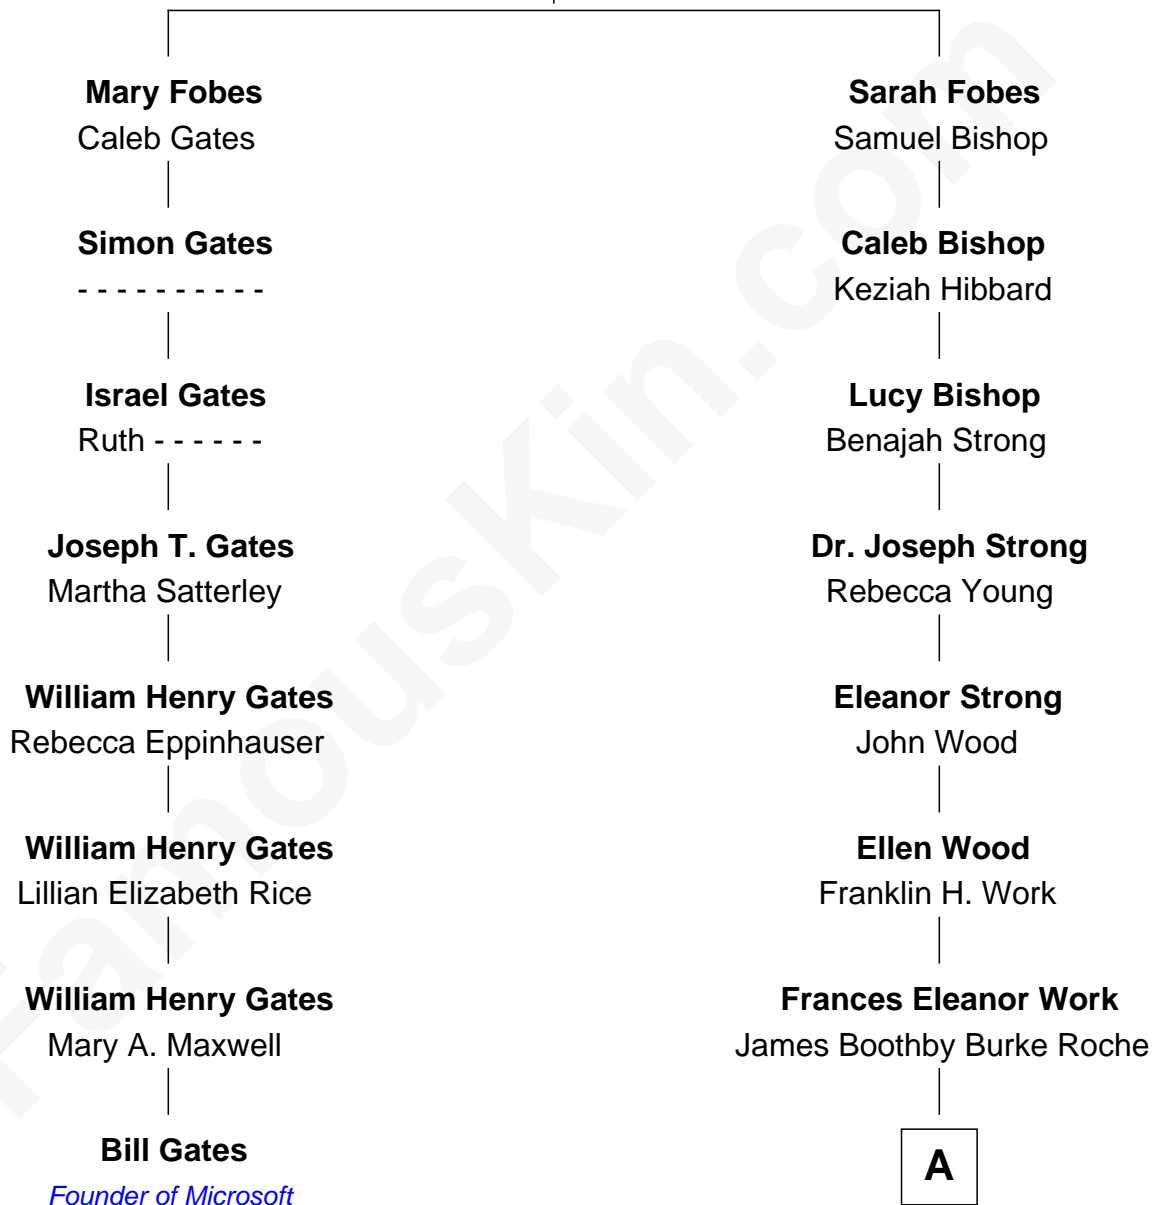 Mary Fobes
Caleb Gates
Simon Gates
- - - - - - - - - -
Israel Gates
Ruth - - - - - -
Joseph T. Gates
Martha Satterley
William Henry Gates
Rebecca Eppinhauser
William Henry Gates
Lillian Elizabeth Rice
William Henry Gates
Mary A. Maxwell
Bill Gates
Founder of Microsoft
Sarah Fobes
Samuel Bishop
Caleb Bishop
Keziah Hibbard
Lucy Bishop
Benajah Strong
Dr. Joseph Strong
Rebecca Young
Eleanor Strong
John Wood
Ellen Wood
Franklin H. Work
Frances Eleanor Work
James Boothby Burke Roche
A
FamousKin.com